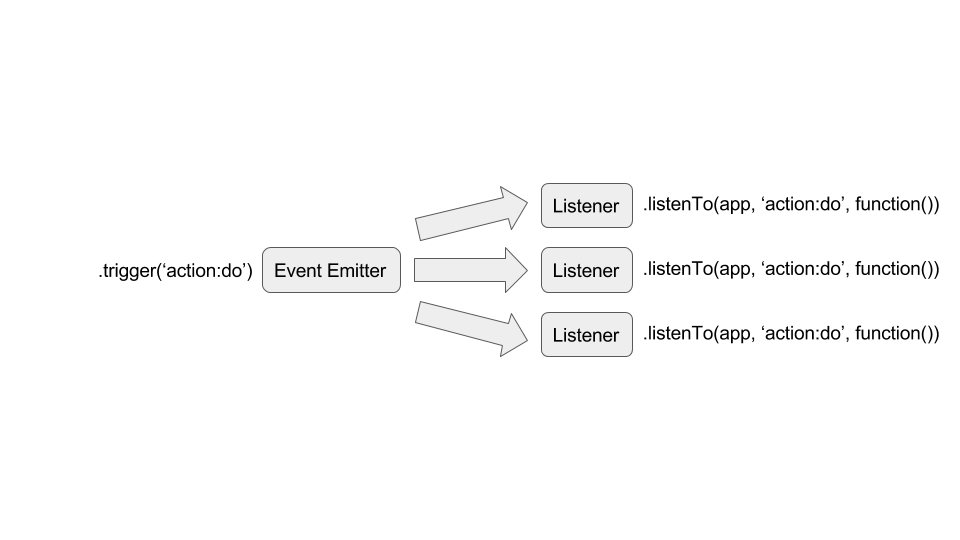 Listener .listenTo(app, ‘action:do’, function())
.trigger(‘action:do’) Event Emitter Listener .listenTo(app, ‘action:do’, function())
Listener .listenTo(app, ‘action:do’, function())